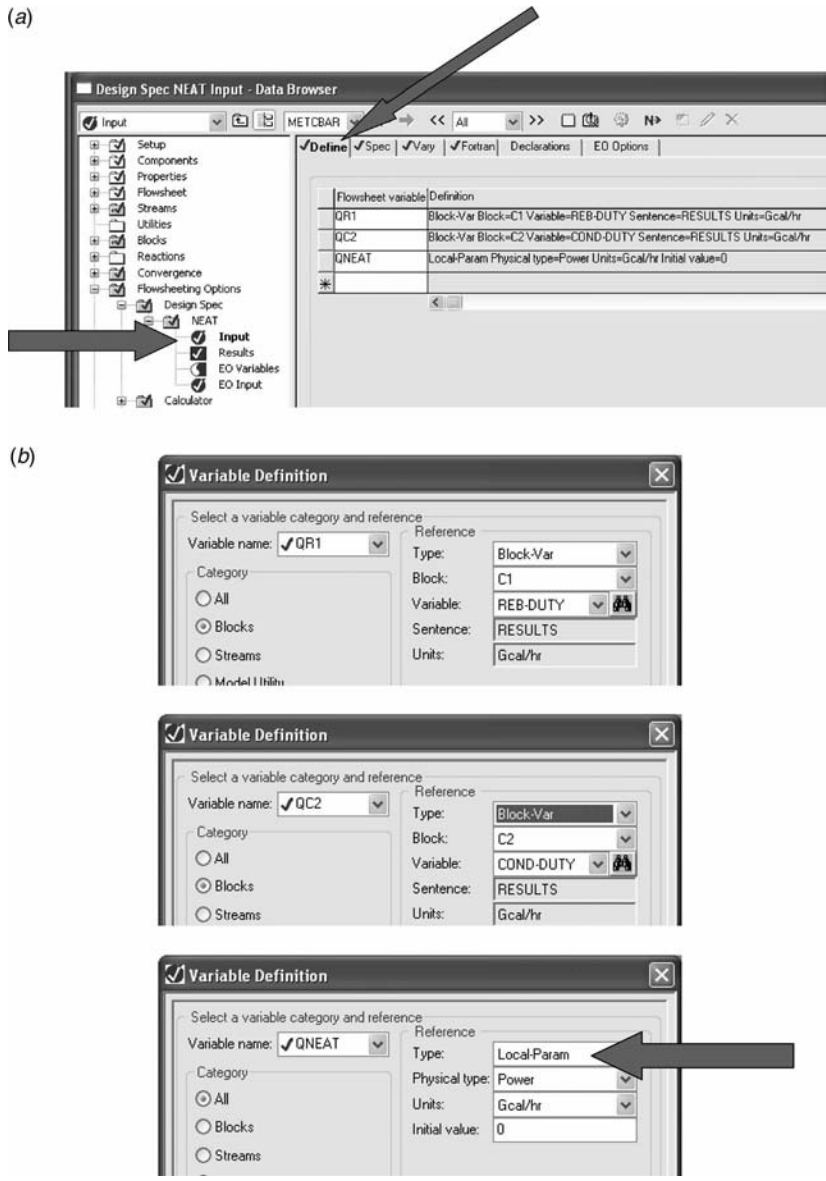 (a)
Design Spec NEAT Input - Data Browser
Input METCBAR << All >> N>
Setup
Components
Properties
Flowsheet
Streams
Utilities
Blocks
Reactions
Convergence
Flowsheeting Options
Design Spec
NEAT
Input
Results
EO Variables
EO Input
Calculator
Define Spec Vary Fortran Declarations EO Options
Flowsheet variable Definition
QR1 Block-Var Block=C1 Variable=REB-DUTY Sentence=RESULTS Units=Gcal/hr
QC2 Block-Var Block=C2 Variable=COND-DUTY Sentence=RESULTS Units=Gcal/hr
QNEAT Local-Param Physical type=Power Units=Gcal/hr Initial value=0
*
(b)
Variable Definition
Select a variable category and reference
Variable name: QR1
Category
All
Blocks
Streams
Model Utility
Reference
Type: Block-Var
Block: C1
Variable: REB-DUTY
Sentence: RESULTS
Units: Gcal/hr
Variable Definition
Select a variable category and reference
Variable name: QC2
Category
All
Blocks
Streams
Reference
Type: Block-Var
Block: C2
Variable: COND-DUTY
Sentence: RESULTS
Units: Gcal/hr
Variable Definition
Select a variable category and reference
Variable name: QNEAT
Category
All
Blocks
Streams
Reference
Type: Local-Param
Physical type: Power
Units: Gcal/hr
Initial value: 0